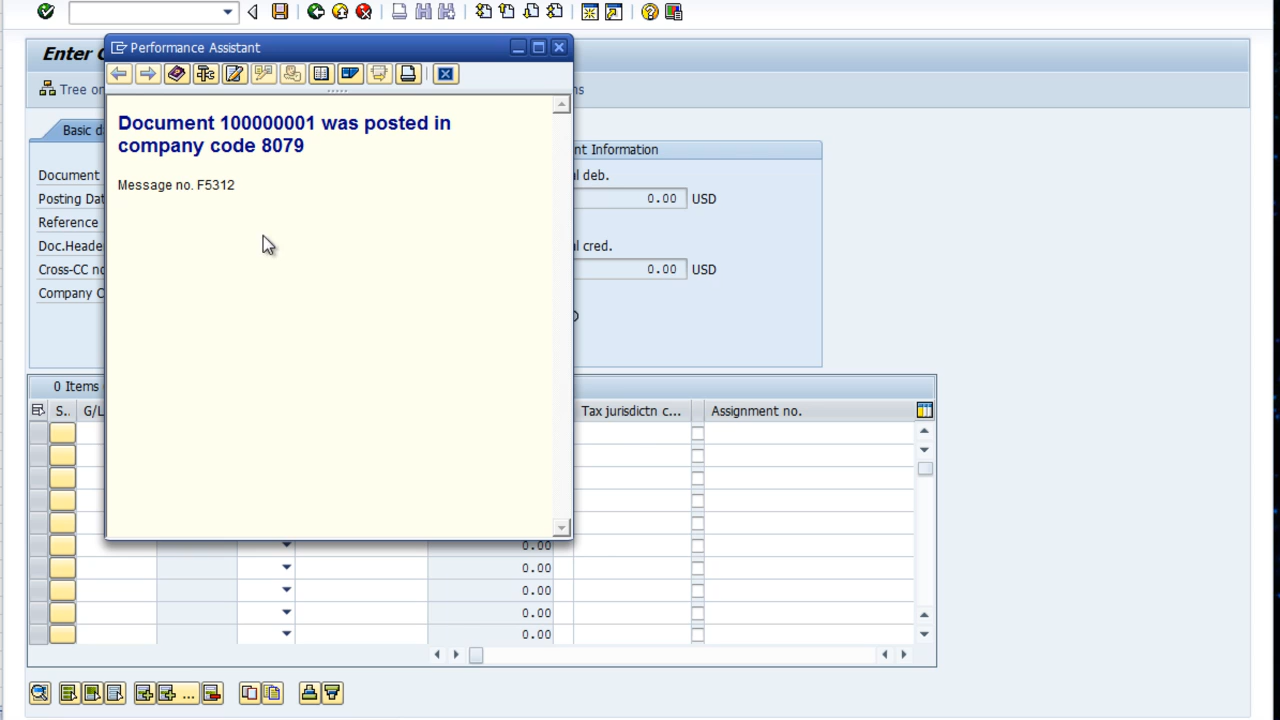 Enter
Performance Assistant
Tree
Document 100000001 was posted in
company code 8079
Message no. F5312
Basic
nt Information
Document
al deb.
Posting Dat
0.00 USD
Reference
Doc.Heade
al cred.
Cross-CC no
0.00 USD
Company C
0 Items
S.. G/L
Tax jurisdictn c... Assignment no.
0.00
0.00
0.00
0.00
0.00
...